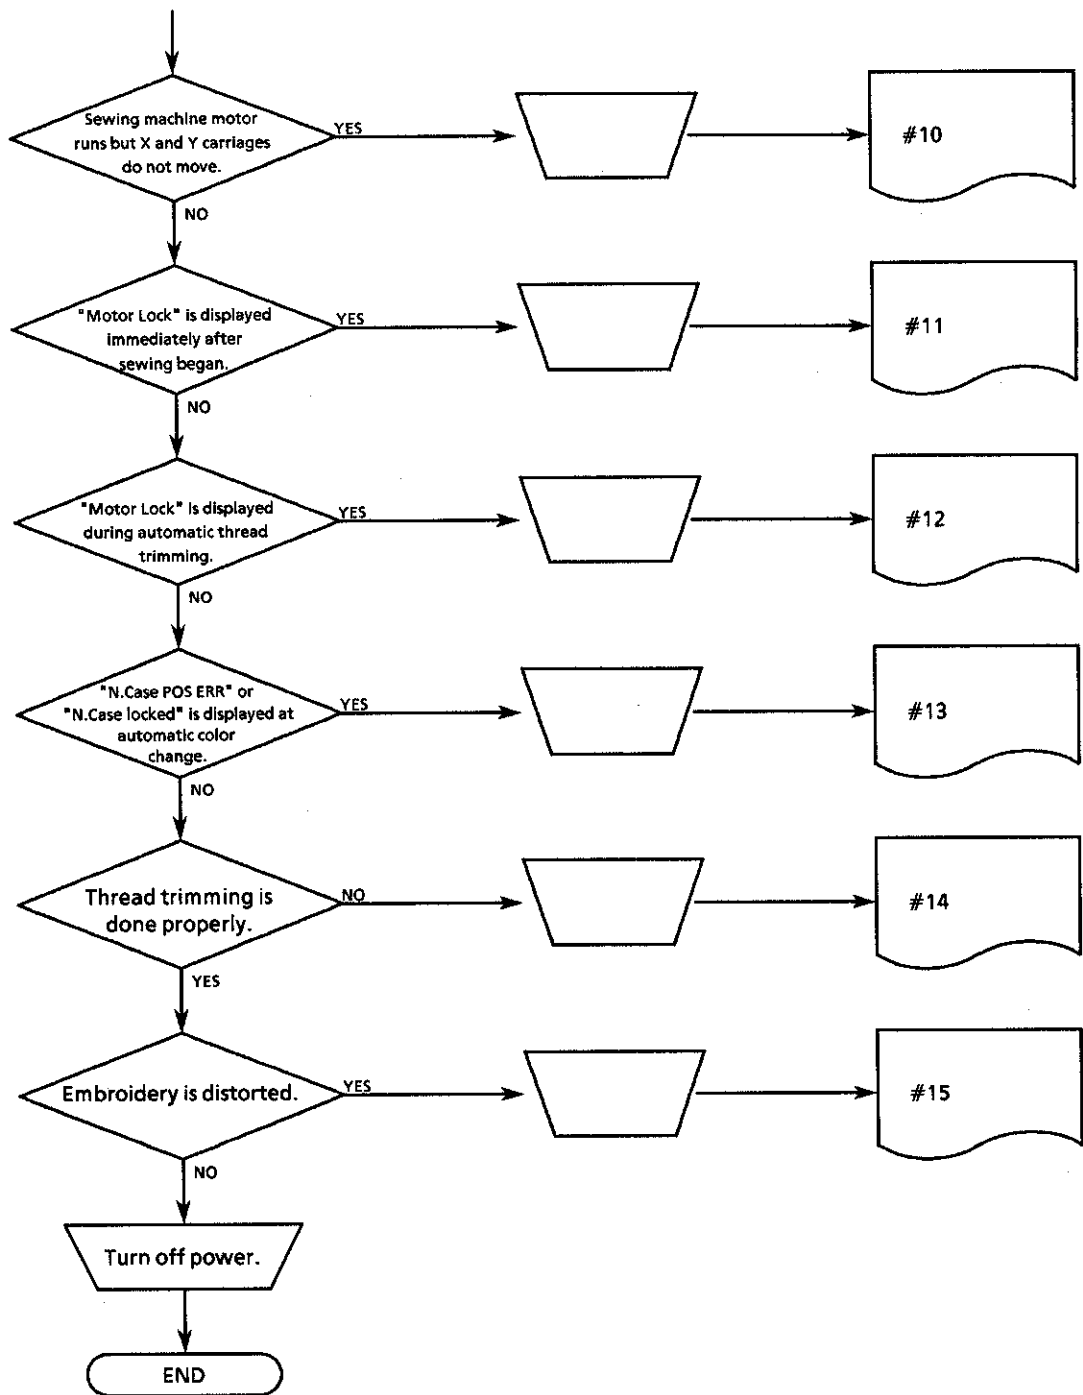 Sewing machine motor
runs but X and Y carriages
do not move.
YES
#10
NO
"Motor Lock" is displayed
immediately after
sewing began.
YES
#11
NO
"Motor Lock" is displayed
during automatic thread
trimming.
YES
#12
NO
"N.Case POS ERR" or
"N.Case locked" is displayed at
automatic color
change.
YES
#13
NO
Thread trimming is
done properly.
NO
#14
YES
Embroidery is distorted.
YES
#15
NO
Turn off power.
END